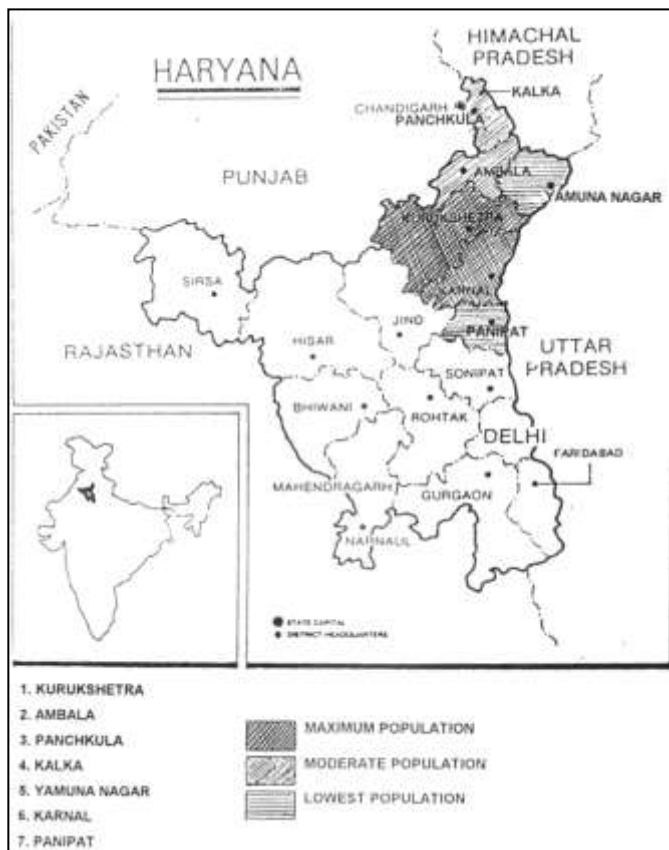 HIMACHAL
PRADESH
HARYANA
KALKA
CHANDIGARH
PANCHKULA
PAKISTAN
PUNJAB
AMBALA
YAMUNA NAGAR
KURUKSHETRA
SIRSA
KARNAL
JIND
PANIPAT
RAJASTHAN
HISAR
UTTAR
PRADESH
SONIPAT
BHIWANI
ROHTAK
DELHI
FARIDABAD
MAHENDRAGARH
GURGAON
NARNAUL
STATE CAPITAL
DISTRICT HEADQUARTERS
1. KURUKSHETRA
2. AMBALA
3. PANCHKULA
4. KALKA
5. YAMUNA NAGAR
6. KARNAL
7. PANIPAT
MAXIMUM POPULATION
MODERATE POPULATION
LOWEST POPULATION